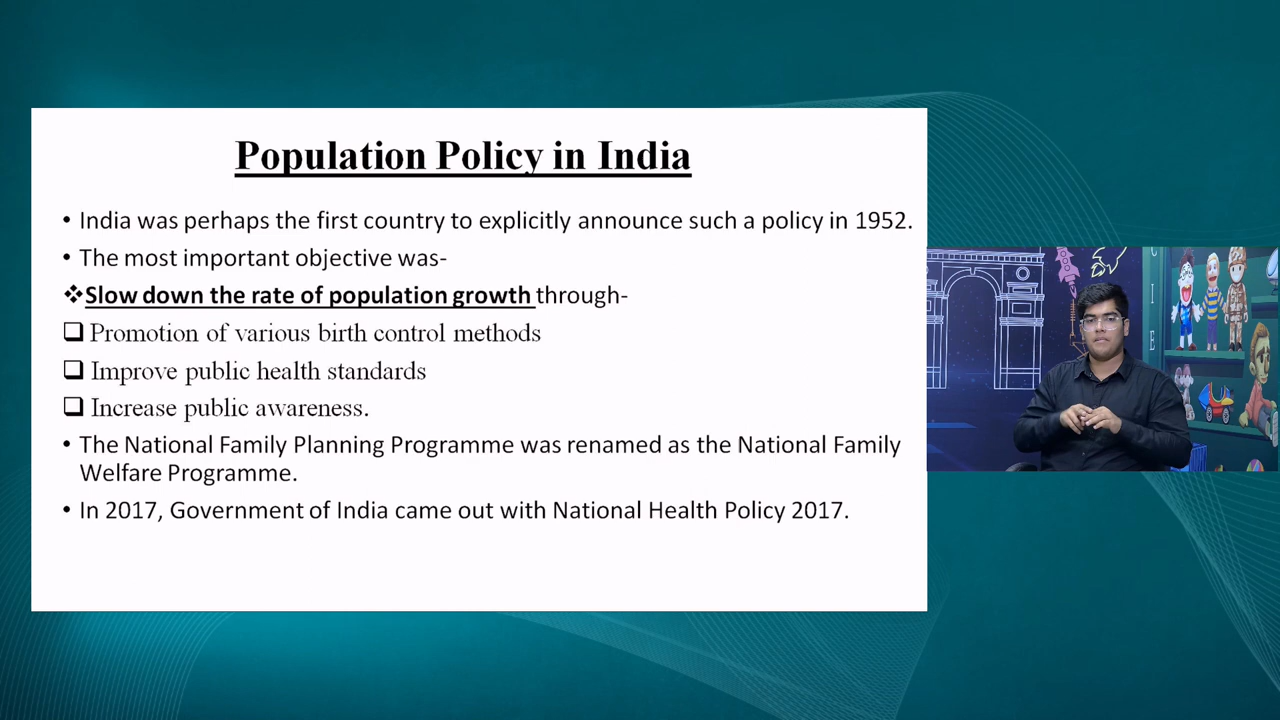 Population Policy in India
• India was perhaps the first country to explicitly announce such a policy in 1952.
• The most important objective was-
❖Slow down the rate of population growth through-
❑ Promotion of various birth control methods
❑ Improve public health standards
❑ Increase public awareness.
• The National Family Planning Programme was renamed as the National Family
Welfare Programme.
• In 2017, Government of India came out with National Health Policy 2017.
C
I
E